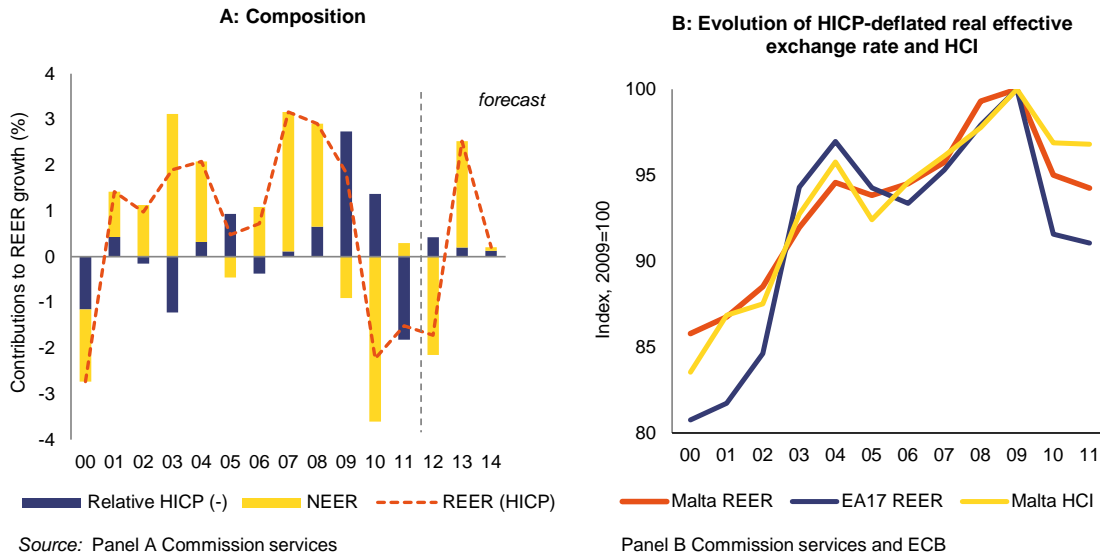 A: Composition
Contributions to REER growth (%)
4
3
2
1
0
-1
-2
-3
-4
forecast
00 01 02 03 04 05 06 07 08 09 10 11 12 13 14
Relative HICP (-) NEER REER (HICP)
Source: Panel A Commission services
B: Evolution of HICP-deflated real effective
exchange rate and HCI
Index, 2009=100
100
95
90
85
80
00 01 02 03 04 05 06 07 08 09 10 11
Malta REER EA17 REER Malta HCI
Panel B Commission services and ECB